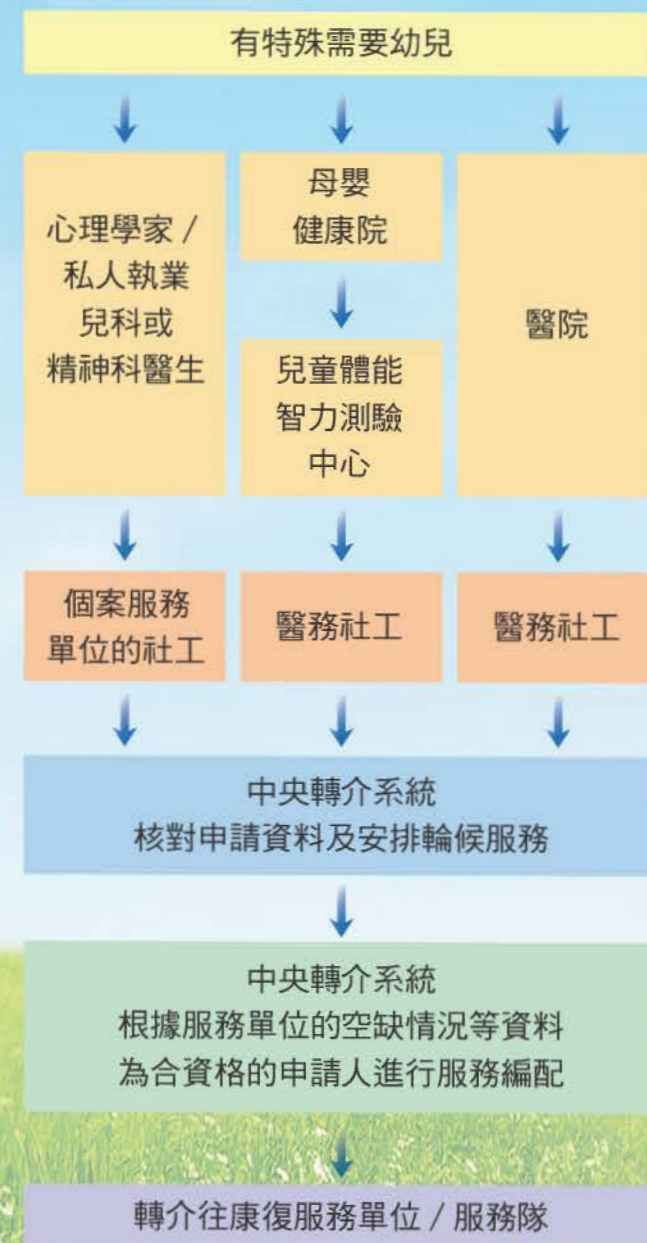 有特殊需要幼兒
心理學家 /
私人執業
兒科或
精神科醫生
母嬰
健康院
兒童體能
智力測驗
中心
醫院
個案服務
單位的社工
醫務社工
醫務社工
中央轉介系統
核對申請資料及安排輪候服務
中央轉介系統
根據服務單位的空缺情況等資料
為合資格的申請人進行服務編配
轉介往康復服務單位 / 服務隊